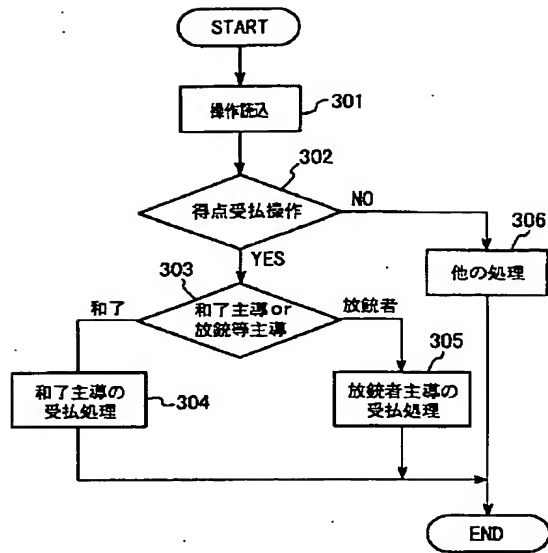 START
操作読込
301
302
得点受払操作
NO
306
YES
他の処理
303
和了
和了主導or
放銃等主導
放銃者
305
和了主導の
受払処理
304
放銃者主導の
受払処理
END